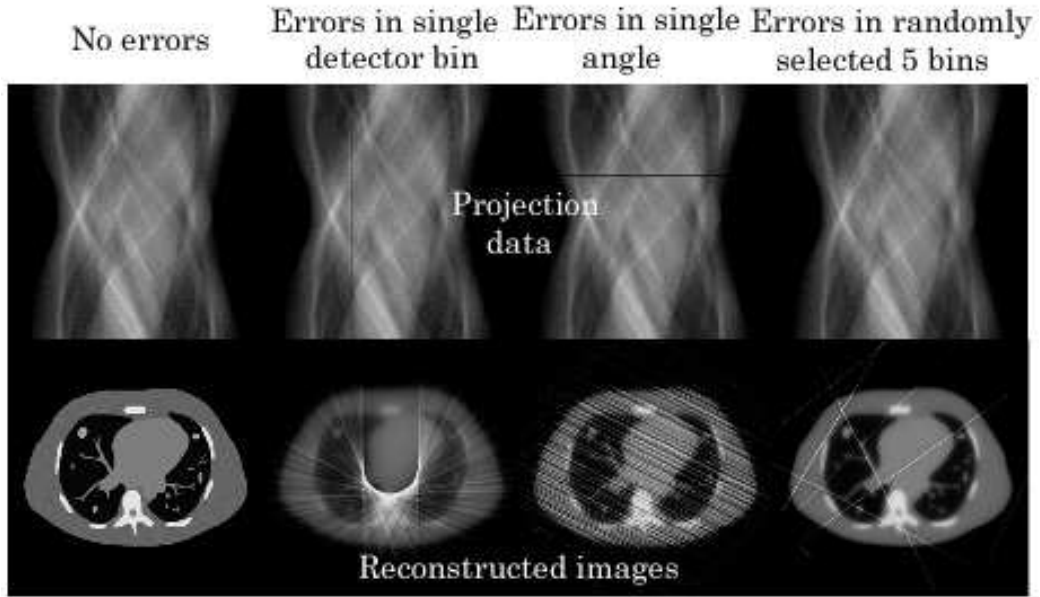 No errors
Errors in single
detector bin
Errors in single
angle
Errors in randomly
selected 5 bins
Projection
data
Reconstructed images